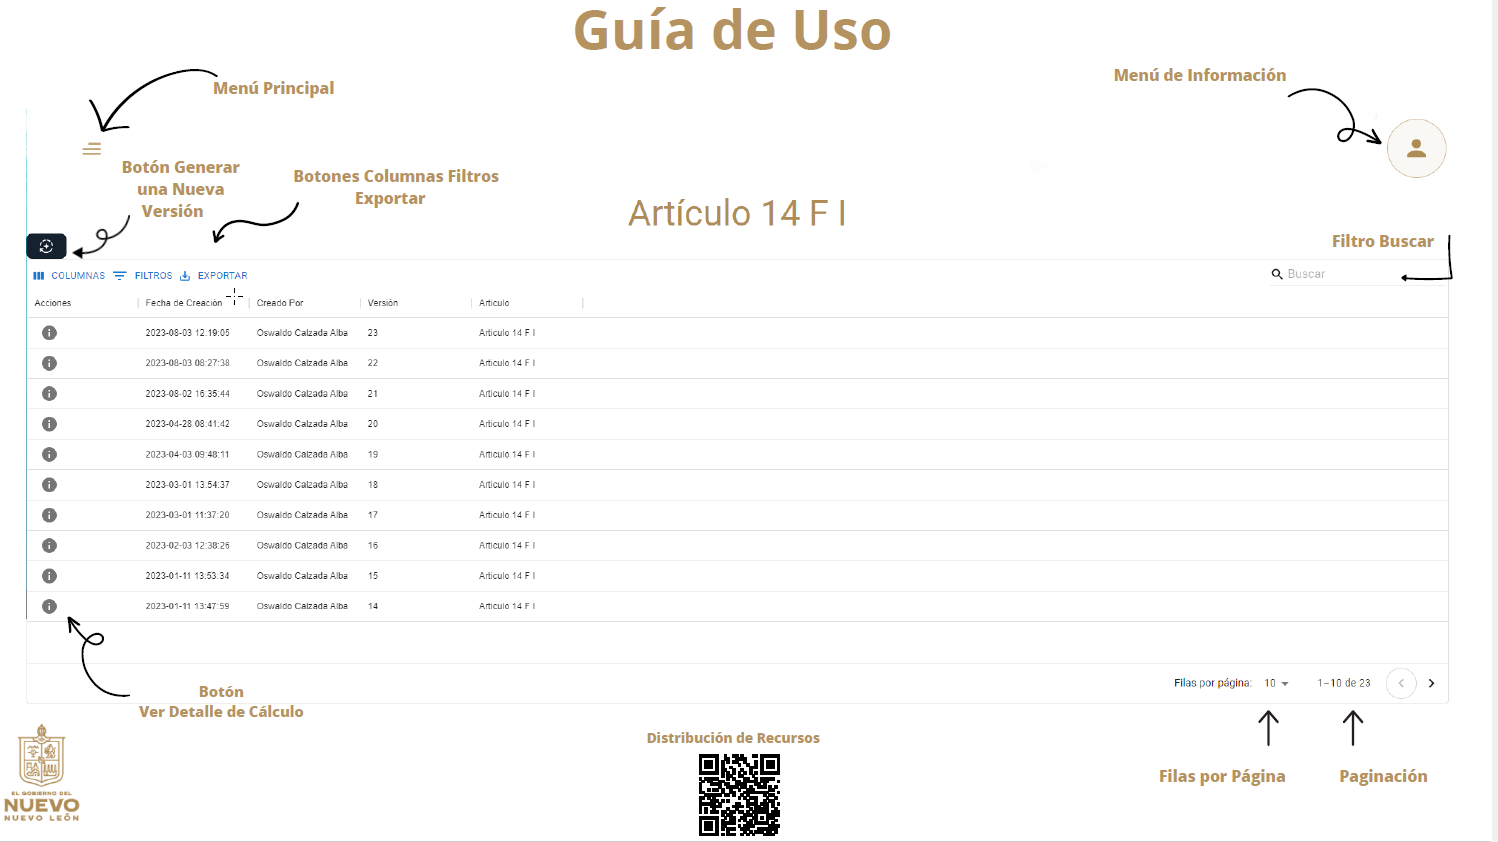 Guía de Uso
Menú Principal
Menú de Información
Botón Generar
una Nueva
Versión
Botones Columnas Filtros
Exportar
Artículo 14 F I
Filtro Buscar
COLUMNAS FILTROS EXPORTAR
Buscar
Acciones Fecha de Creación Creado Por Versión Articulo
2023-08-03 12:19:05 Oswaldo Calzada Alba 23 Articulo 14 F I
2023-08-03 08:27:38 Oswaldo Calzada Alba 22 Articulo 14 F I
2023-08-02 16:35:44 Oswaldo Calzada Alba 21 Articulo 14 F I
2023-04-28 08:41:42 Oswaldo Calzada Alba 20 Articulo 14 F I
2023-04-03 09:48:11 Oswaldo Calzada Alba 19 Articulo 14 F I
2023-03-01 13:54:37 Oswaldo Calzada Alba 18 Articulo 14 F I
2023-03-01 11:37:20 Oswaldo Calzada Alba 17 Articulo 14 F I
2023-02-03 12:38:26 Oswaldo Calzada Alba 16 Articulo 14 F I
2023-01-11 13:53:34 Oswaldo Calzada Alba 15 Articulo 14 F I
2023-01-11 13:47:59 Oswaldo Calzada Alba 14 Articulo 14 F I
Filas por página: 10 1–10 de 23
Botón
Ver Detalle de Cálculo
Distribución de Recursos
Filas por Página
Paginación
EL GOBIERNO DEL
NUEVO
NUEVO LEÓN